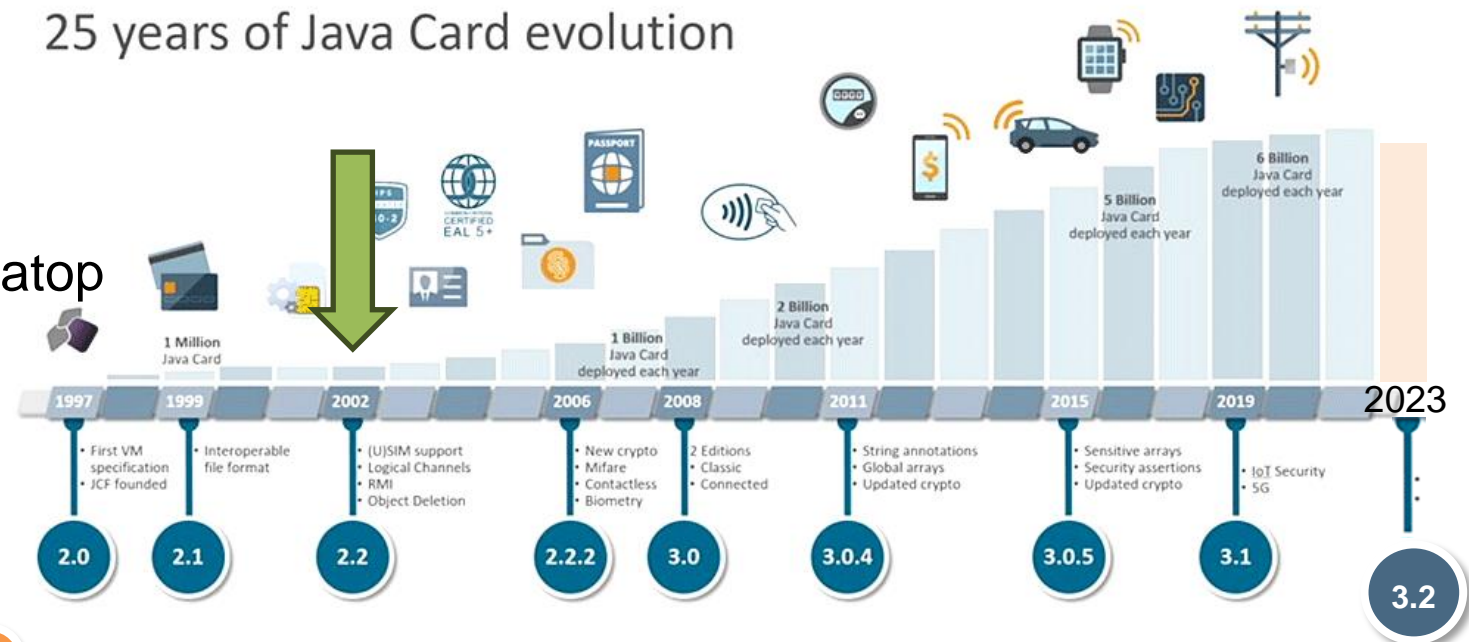 25 years of Java Card evolution
atop
PASSPORT
CERTIFIED
EAL 5+
$
1 Million
Java Card
1 Billion
Java Card
deployed each year
2 Billion
Java Card
deployed each year
5 Billion
Java Card
deployed each year
6 Billion
Java Card
deployed each year
1997
1999
2002
2006
2008
2011
2015
2019
2023
• First VM
specification
• JCF founded
• Interoperable
file format
• (U)SIM support
• Logical Channels
• RMI
• Object Deletion
• New crypto
• Mifare
• Contactless
• Biometry
2 Editions
• Classic
• Connected
• String annotations
• Global arrays
• Updated crypto
• Sensitive arrays
• Security assertions
• Updated crypto
• IoT Security
• 5G
2.0
2.1
2.2
2.2.2
3.0
3.0.4
3.0.5
3.1
3.2